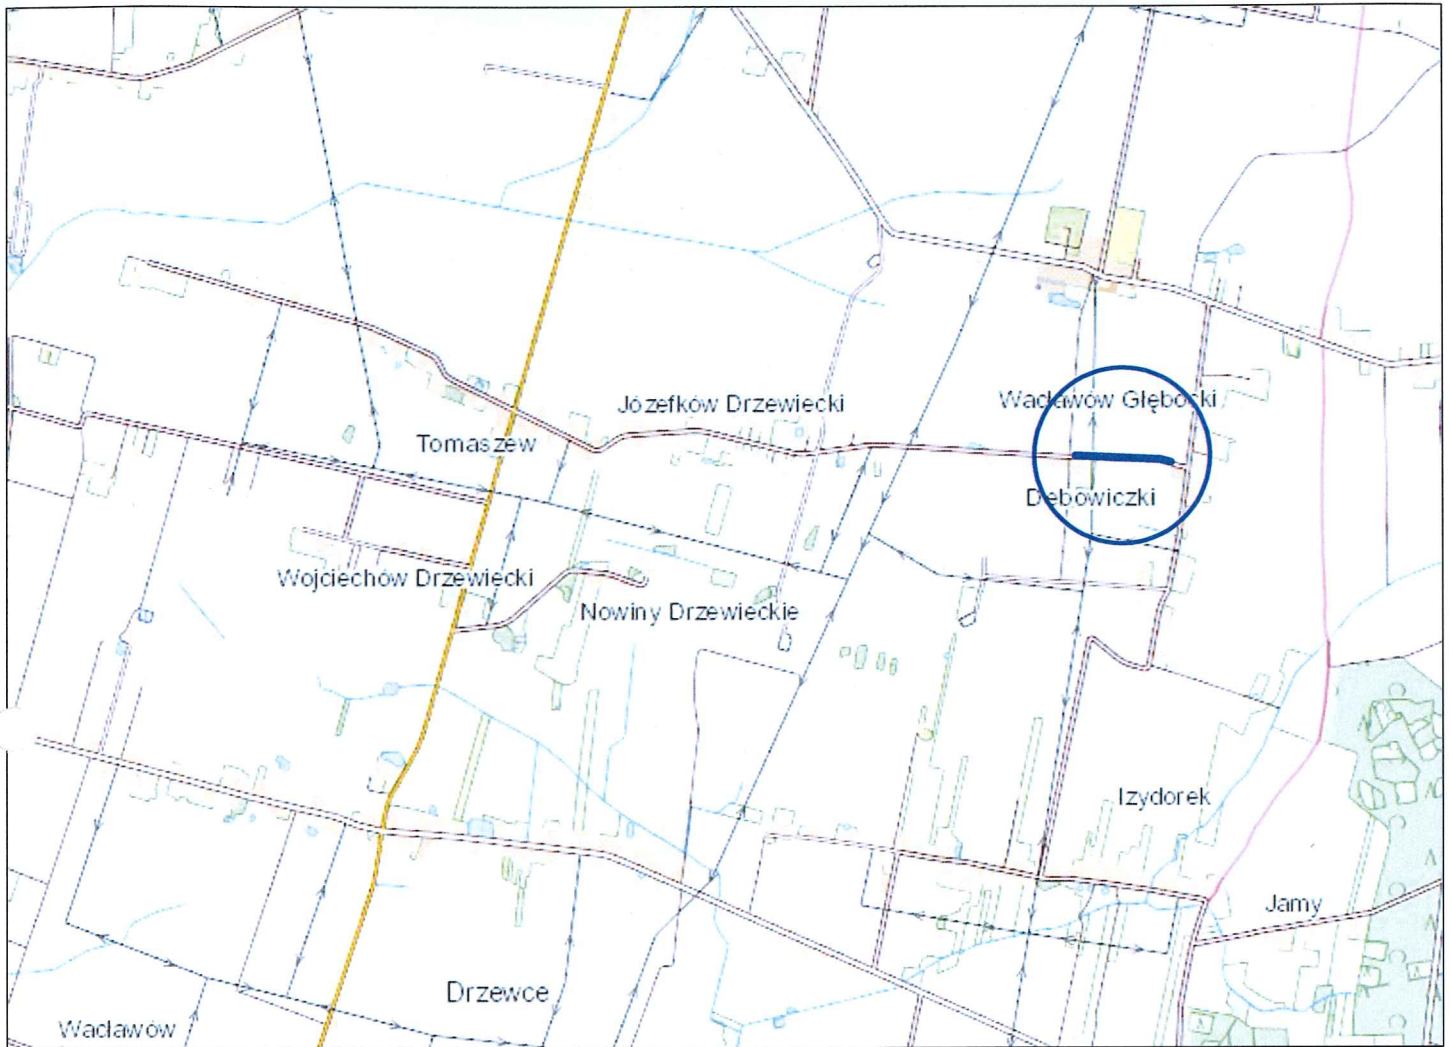 Wacławów Głębocki
Józefków Drzewiecki
Tomaszew
Dębowiczki
Wojciechów Drzewiecki
Nowiny Drzewieckie
Izydorek
Jamy
Drzewce
Wacławów